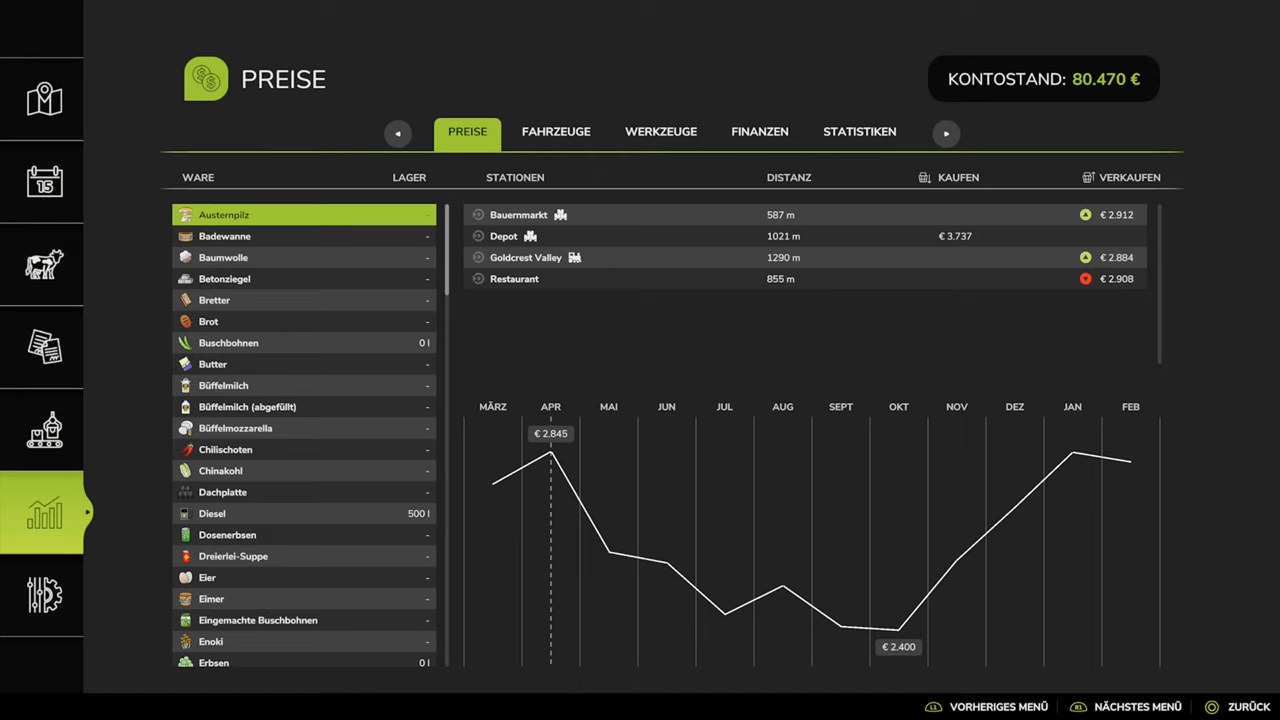 PREISE
KONTOSTAND: 80.470 €
PREISE FAHRZEUGE WERKZEUGE FINANZEN STATISTIKEN
WARE LAGER STATIONEN DISTANZ KAUFEN VERKAUFEN
Austernpilz - Bauernmarkt 587 m € 2.912
Badewanne - Depot 1021 m € 3.737
Baumwolle - Goldcrest Valley 1290 m € 2.884
Betonziegel - Restaurant 855 m € 2.908
Bretter -
Brot -
Buschbohnen 0 l
Butter -
Büffelmilch -
Büffelmilch (abgefüllt) -
Büffelmozzarella -
Chilischoten -
Chinakohl -
Dachplatte -
Diesel 500 l
Dosenerbsen -
Dreierlei-Suppe -
Eier -
Eimer -
Eingemachte Buschbohnen -
Enoki -
Erbsen 0 l
MÄRZ APR MAI JUN JUL AUG SEPT OKT NOV DEZ JAN FEB
€ 2.845
€ 2.400
15
L1 VORHERIGES MENÜ R1 NÄCHSTES MENÜ ZURÜCK